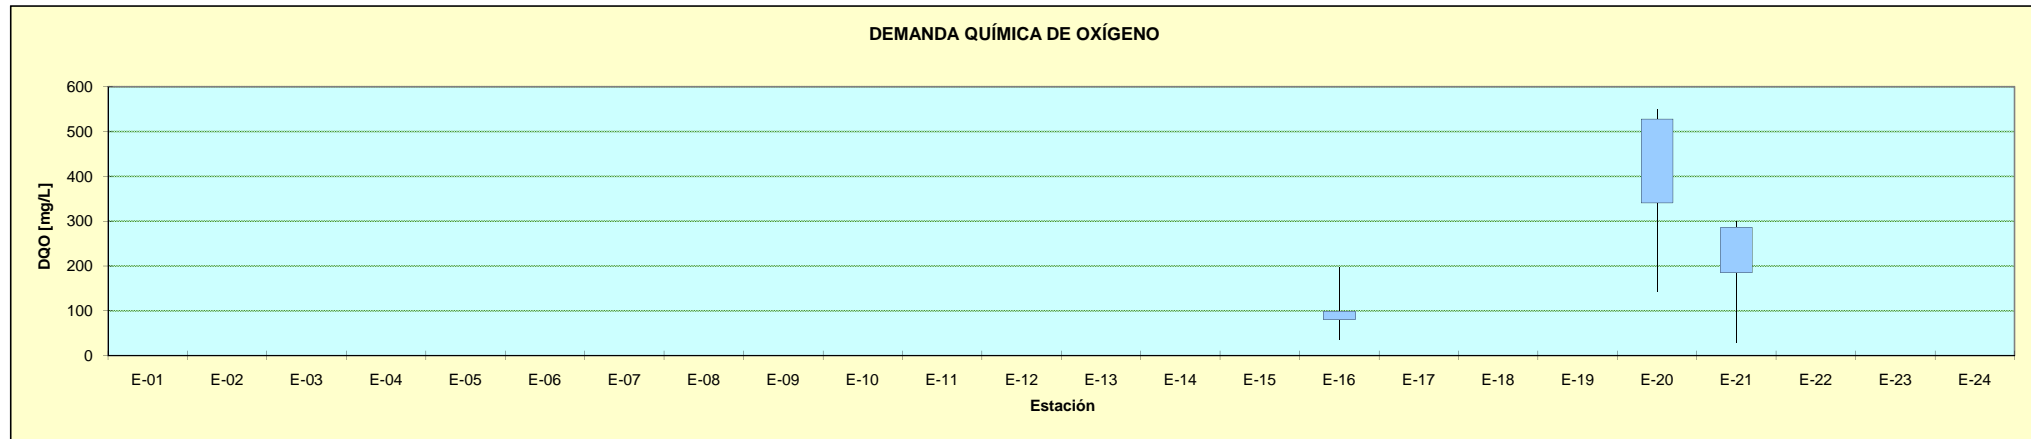 DEMANDA QUÍMICA DE OXÍGENO
600
500
400
300
200
100
0
DQO [mg/L]
E-01 E-02 E-03 E-04 E-05 E-06 E-07 E-08 E-09 E-10 E-11 E-12 E-13 E-14 E-15 E-16 E-17 E-18 E-19 E-20 E-21 E-22 E-23 E-24
Estación